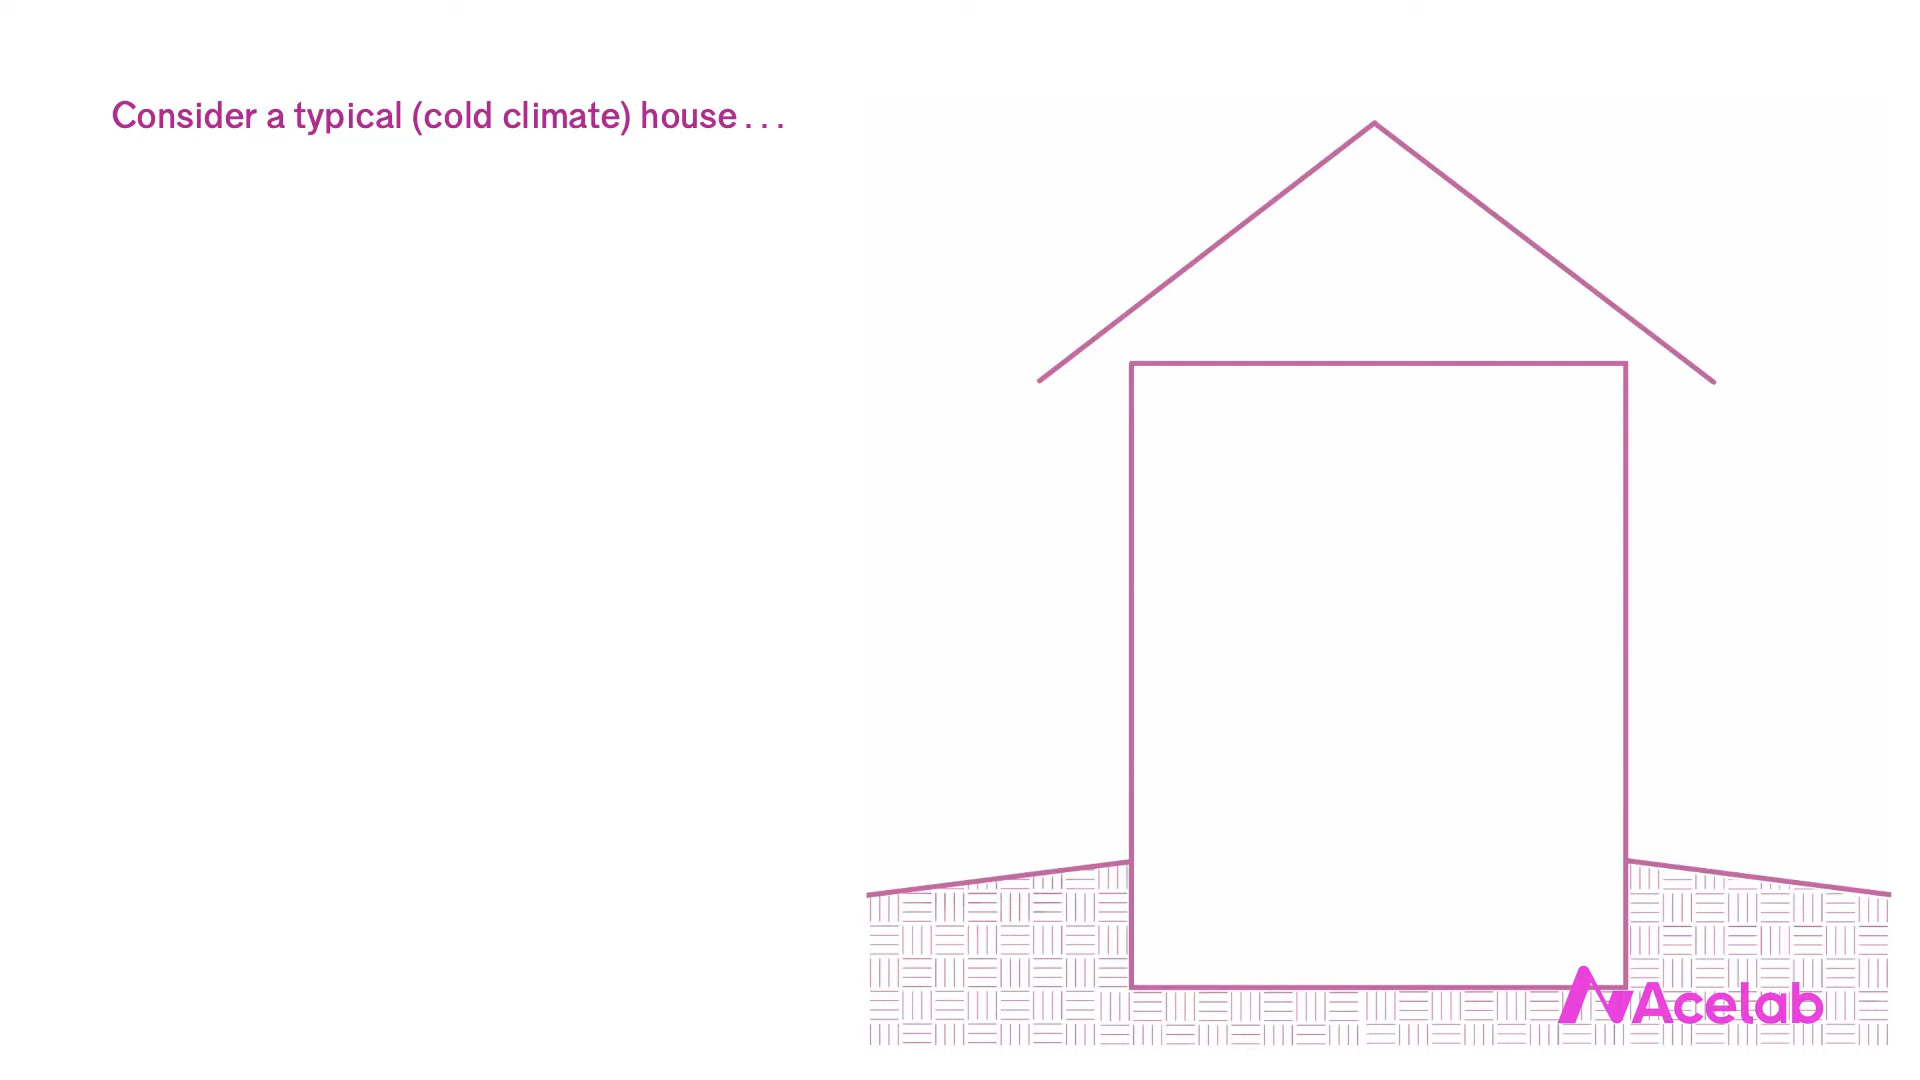 Consider a typical (cold climate) house . . .
Acelab